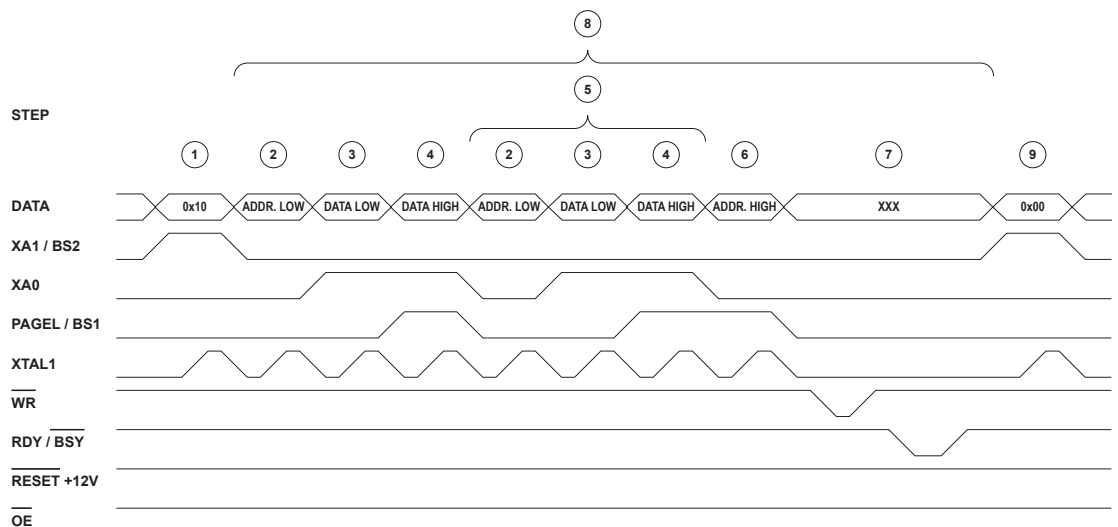 8
5
STEP
1 2 3 4 2 3 4 6 7 9
DATA 0x10 ADDR. LOW DATA LOW DATA HIGH ADDR. LOW DATA LOW DATA HIGH ADDR. HIGH XXX 0x00
XA1 / BS2
XA0
PAGEL / BS1
XTAL1
WR
RDY / BSY
RESET +12V
OE